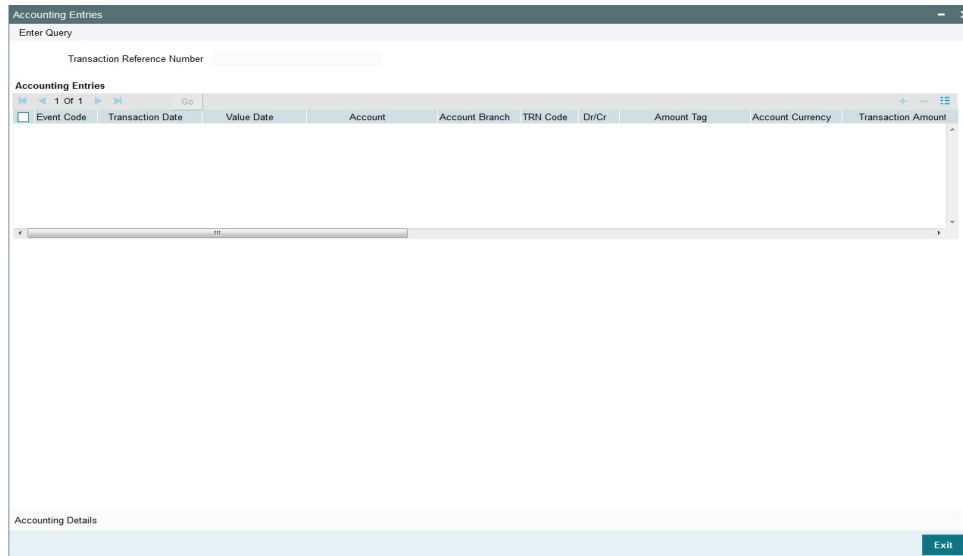 Accounting Entries
Enter Query
Transaction Reference Number
Accounting Entries
1 Of 1 Go
Event Code Transaction Date Value Date Account Account Branch TRN Code Dr/Cr Amount Tag Account Currency Transaction Amount
Accounting Details
Exit